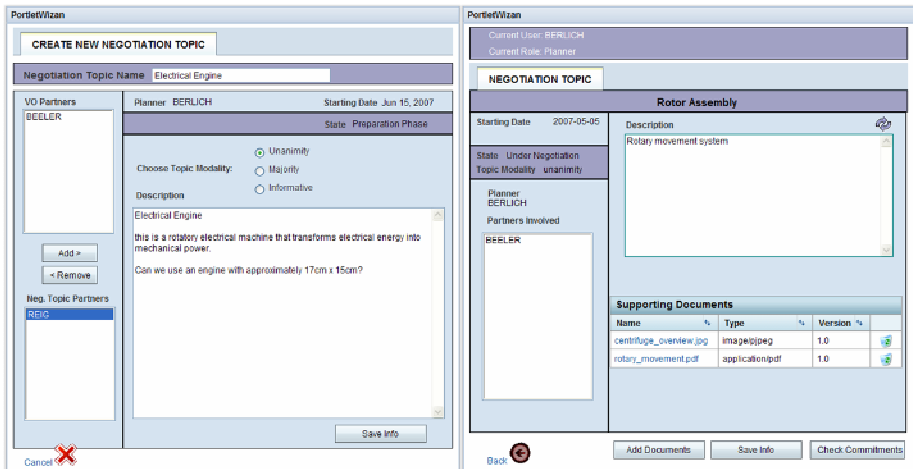 PortletWizan
CREATE NEW NEGOTIATION TOPIC
Negotiation Topic Name Electrical Engine
VO Partners
BEELER
Add >
< Remove
Neg. Topic Partners
REIG
Cancel
Planner BERLICH Starting Date Jun 15, 2007
State Preparation Phase
Choose Topic Modality:
Unanimity
Majority
Informative
Description
Electrical Engine
this is a rotatory electrical machine that transforms electrical energy into
mechanical power.
Can we use an engine with approximately 17cm x 15cm?
Save Info
PortletWizan
Current User: BERLICH
Current Role: Planner
NEGOTIATION TOPIC
Rotor Assembly
Starting Date 2007-05-05
State Under Negotiation
Topic Modality unanimity
Planner
BERLICH
Partners Involved
BEELER
Back
Description
Rotary movement system
Supporting Documents
Name Type Version
centrifuge_overview.jpg image/pjpeg 1.0
rotary_movement.pdf application/pdf 1.0
Add Documents Save Info Check Commitments